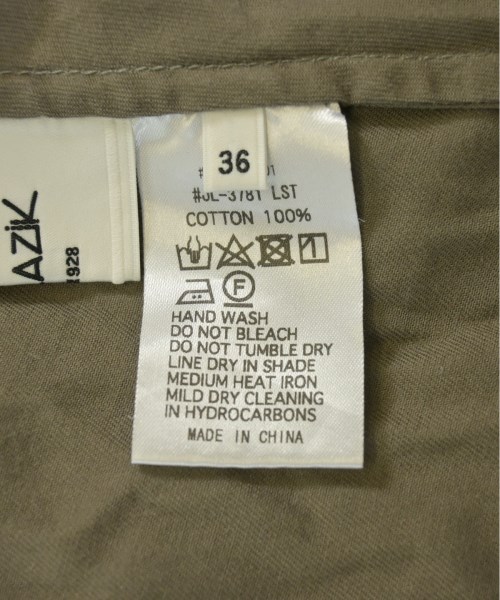 AZiK
1928
36
#JL-3781 LST
COTTON 100%
F
HAND WASH
DO NOT BLEACH
DO NOT TUMBLE DRY
LINE DRY IN SHADE
MEDIUM HEAT IRON
MILD DRY CLEANING
IN HYDROCARBONS
MADE IN CHINA